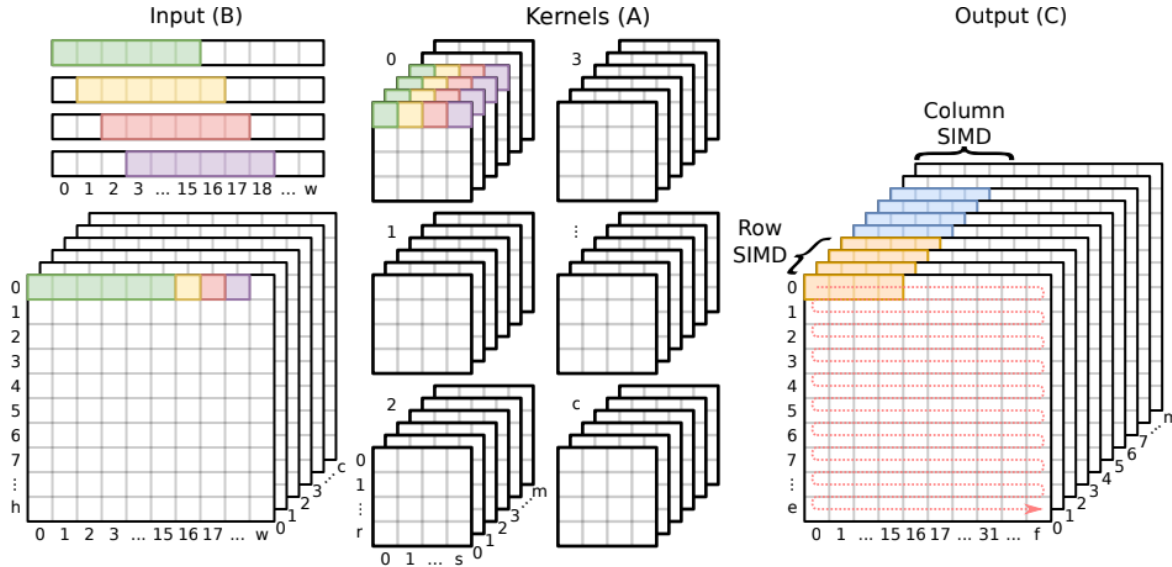 Input (B)
0 1 2 3 ... 15 16 17 18 ... w
0
1
2
3
4
5
6
7
⋮
h
0 1 2 3 ... 15 16 17 ... w
0 1 2 3 ... c
Kernels (A)
0
3
1
⋮
2
c
0
1
⋮
r
0 1 ... s
0 1 2 3 ... m
Output (C)
Column
SIMD
Row
SIMD
0
1
2
3
4
5
6
7
⋮
e
0 1 ... 15 16 17 ... 31 ... f
0 1 2 3 4 5 6 7 ... m